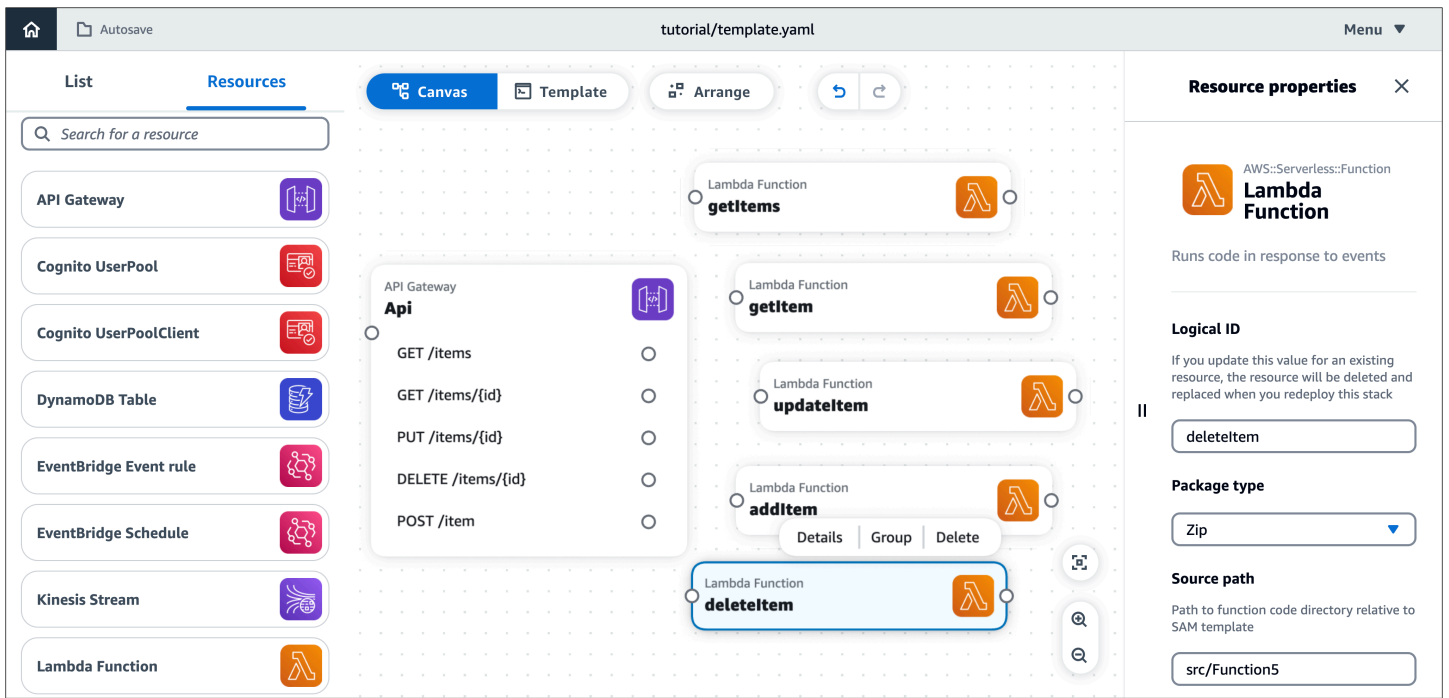 Autosave
tutorial/template.yaml
Menu
List
Resources
Search for a resource
API Gateway
Cognito UserPool
Cognito UserPoolClient
DynamoDB Table
EventBridge Event rule
EventBridge Schedule
Kinesis Stream
Lambda Function
Canvas
Template
Arrange
API Gateway
Api
GET /items
GET /items/{id}
PUT /items/{id}
DELETE /items/{id}
POST /item
Lambda Function
getItems
Lambda Function
getItem
Lambda Function
updateItem
Lambda Function
addItem
Details
Group
Delete
Lambda Function
deleteItem
Resource properties
AWS::Serverless::Function
Lambda
Function
Runs code in response to events
Logical ID
If you update this value for an existing
resource, the resource will be deleted and
replaced when you redeploy this stack
deleteItem
Package type
Zip
Source path
Path to function code directory relative to
SAM template
src/Function5